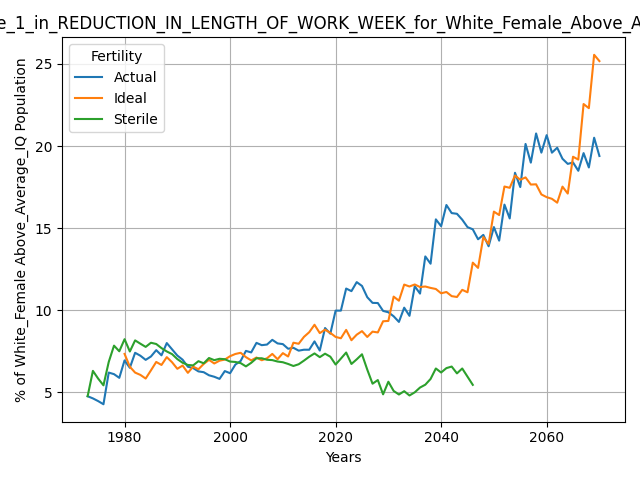 e_1_in_REDUCTION_IN_LENGTH_OF_WORK_WEEK_for_White_Female_Above_A
Fertility
Actual
Ideal
Sterile
% of White_Female Above_Average_IQ Population
25
20
15
10
5
1980 2000 2020 2040 2060
Years